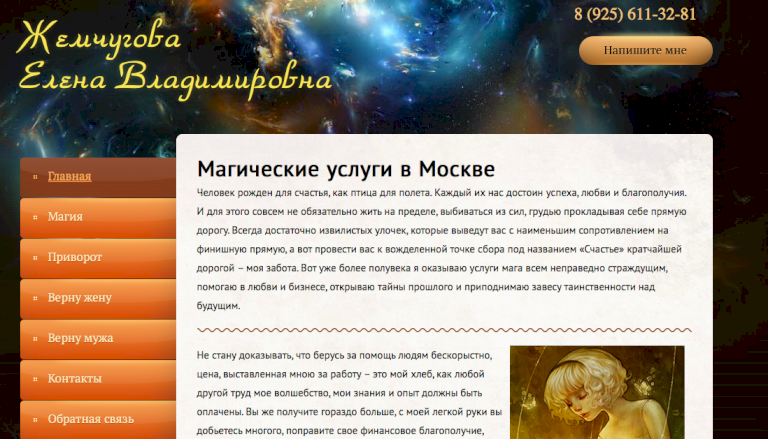 Жемчугова
Елена Владимировна
8 (925) 611-32-81
Напишите мне
Главная
Магия
Приворот
Верну жену
Верну мужа
Контакты
Обратная связь
Магические услуги в Москве
Человек рожден для счастья, как птица для полета. Каждый их нас достоин успеха, любви и благополучия.
И для этого совсем не обязательно жить на пределе, выбиваться из сил, грудью прокладывая себе прямую
дорогу. Всегда достаточно извилистых улочек, которые выведут вас с наименьшим сопротивлением на
финишную прямую, а вот провести вас к вожделенной точке сбора под названием «Счастье» кратчайшей
дорогой – моя забота. Вот уже более полувека я оказываю услуги мага всем неправедно страждущим,
помогаю в любви и бизнесе, открываю тайны прошлого и приподнимаю завесу таинственности над
будущим.
Не стану доказывать, что берусь за помощь людям бескорыстно,
цена, выставленная мною за работу – это мой хлеб, как любой
другой труд мое волшебство, мои знания и опыт должны быть
оплачены. Вы же получите гораздо больше, с моей легкой руки вы
добьетесь многого, поправите свое финансовое благополучие,